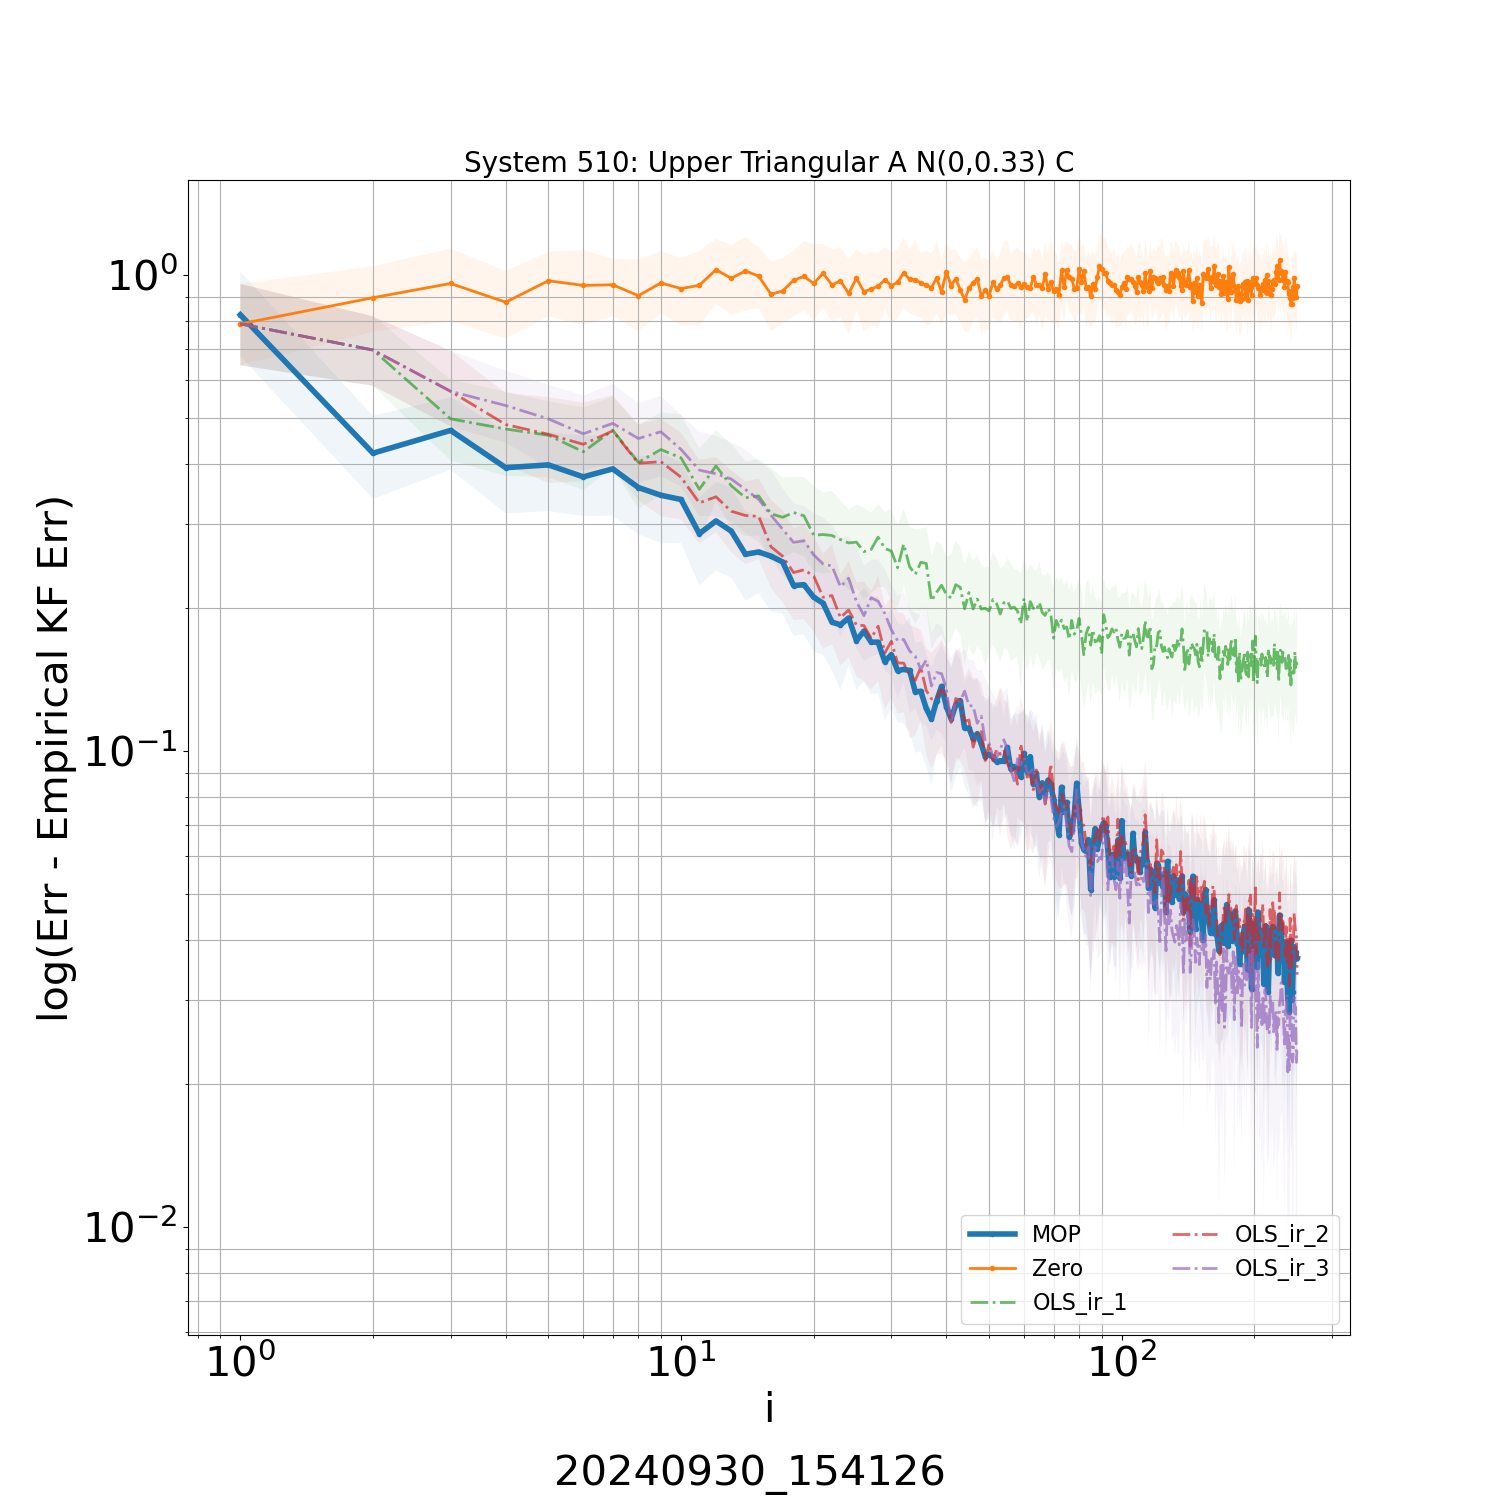 System 510: Upper Triangular A N(0,0.33) C
log(Err - Empirical KF Err)
10⁰
10⁻¹
10⁻²
MOP
Zero
OLS_ir_1
OLS_ir_2
OLS_ir_3
10⁰ 10¹ 10²
i
20240930_154126